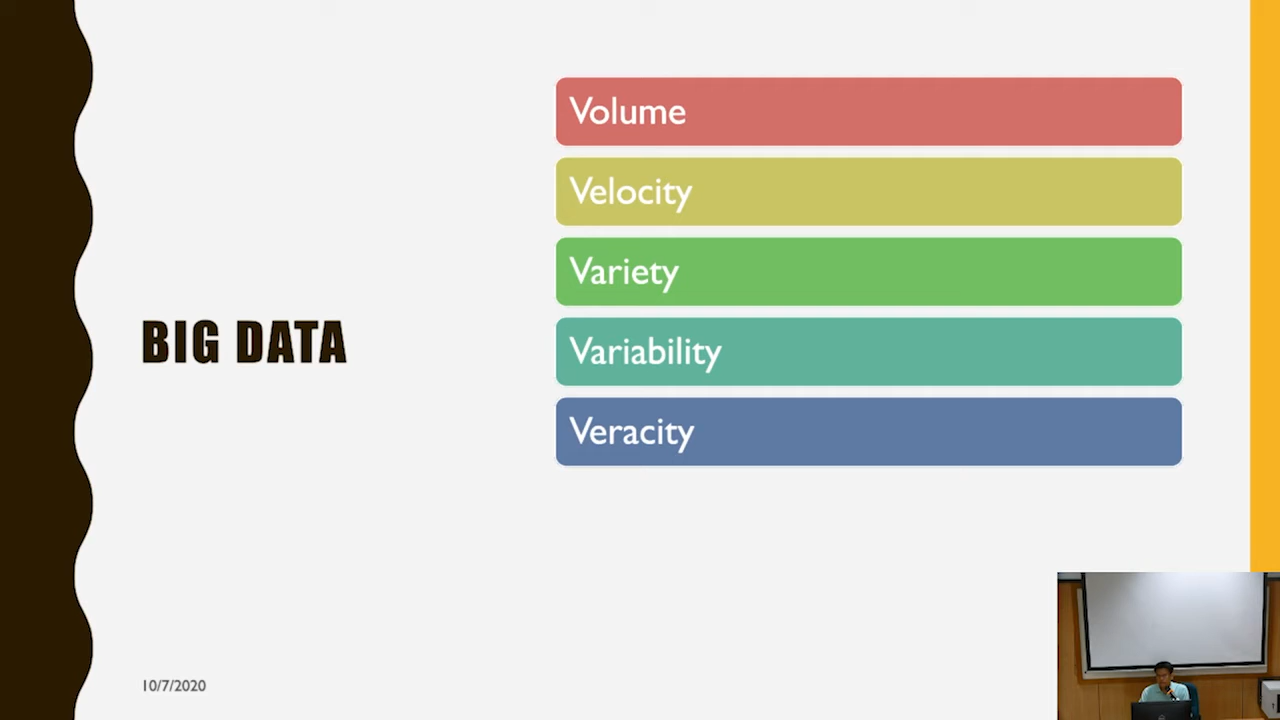 BIG DATA
Volume
Velocity
Variety
Variability
Veracity
10/7/2020